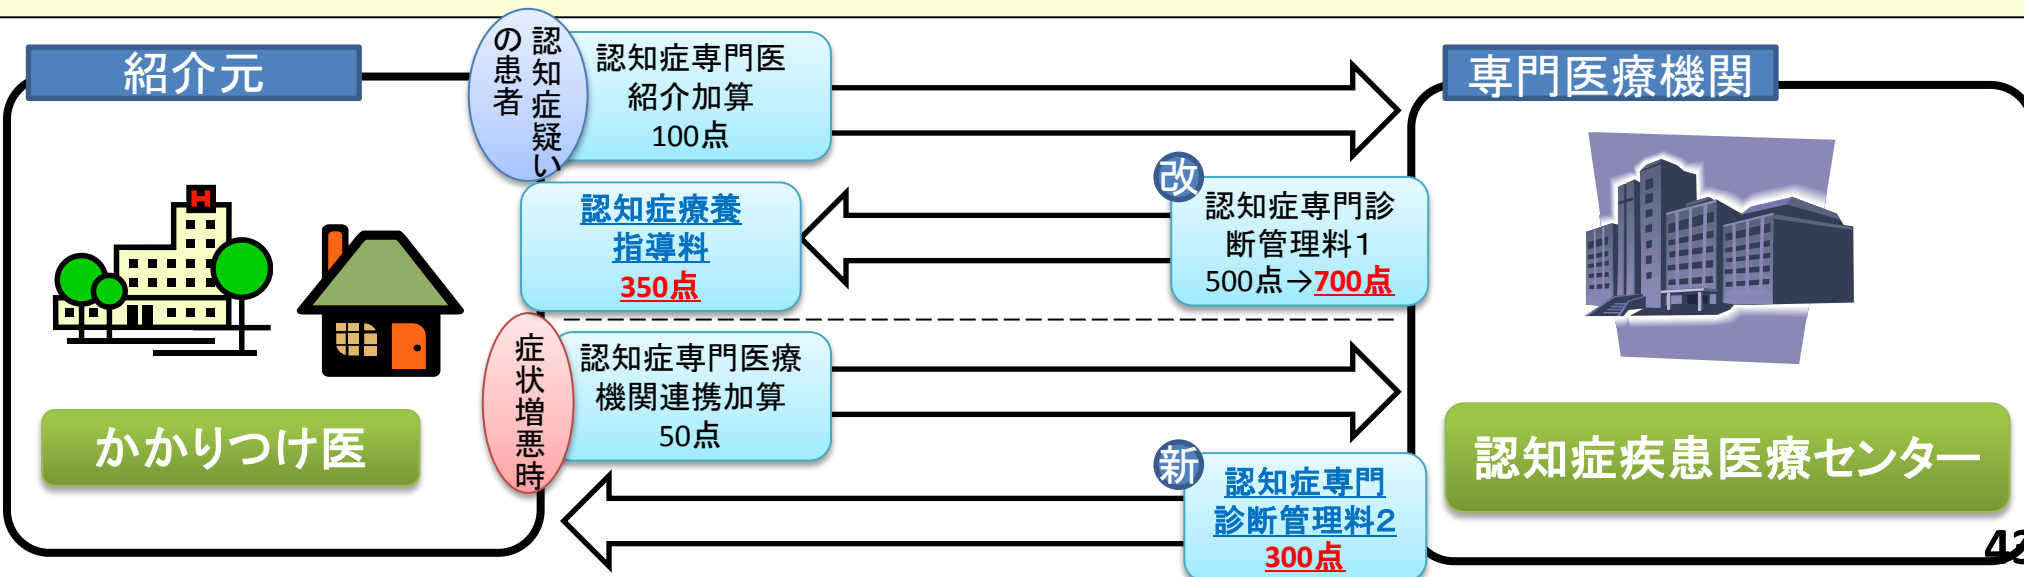 紹介元
認知症疑い
の患者
認知症専門医
紹介加算
100点
専門医療機関
認知症療養
指導料
350点
改
認知症専門診
断管理料1
500点→700点
H
症状増悪時
認知症専門医療
機関連携加算
50点
かかりつけ医
新
認知症専門
診断管理料2
300点
認知症疾患医療センター
42